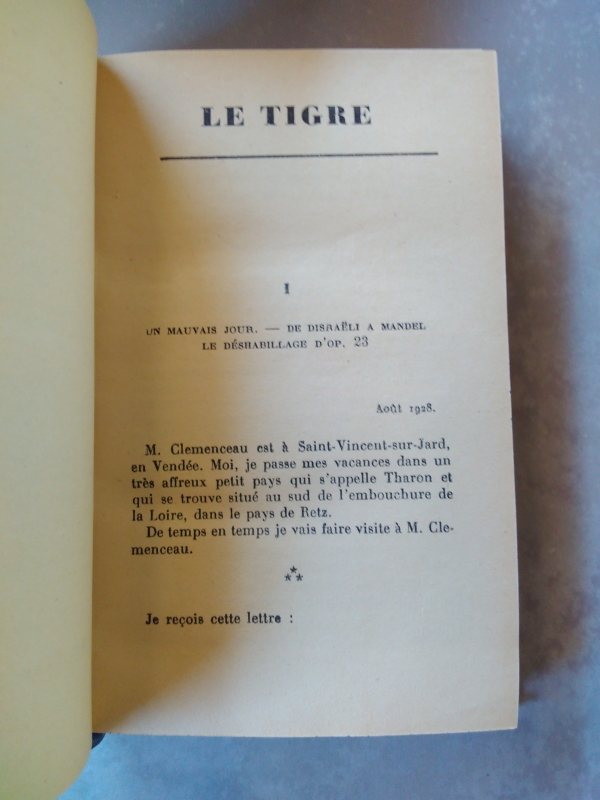 LE TIGRE
I
UN MAUVAIS JOUR. — DE DISRAËLI A MANDEL
LE DÉSHABILLAGE D'OP. 23
Août 1928.
M. Clemenceau est à Saint-Vincent-sur-Jard,
en Vendée. Moi, je passe mes vacances dans un
très affreux petit pays qui s'appelle Tharon et
qui se trouve situé au sud de l'embouchure de
la Loire, dans le pays de Retz.
De temps en temps je vais faire visite à M. Cle-
menceau.
⁂
Je reçois cette lettre :